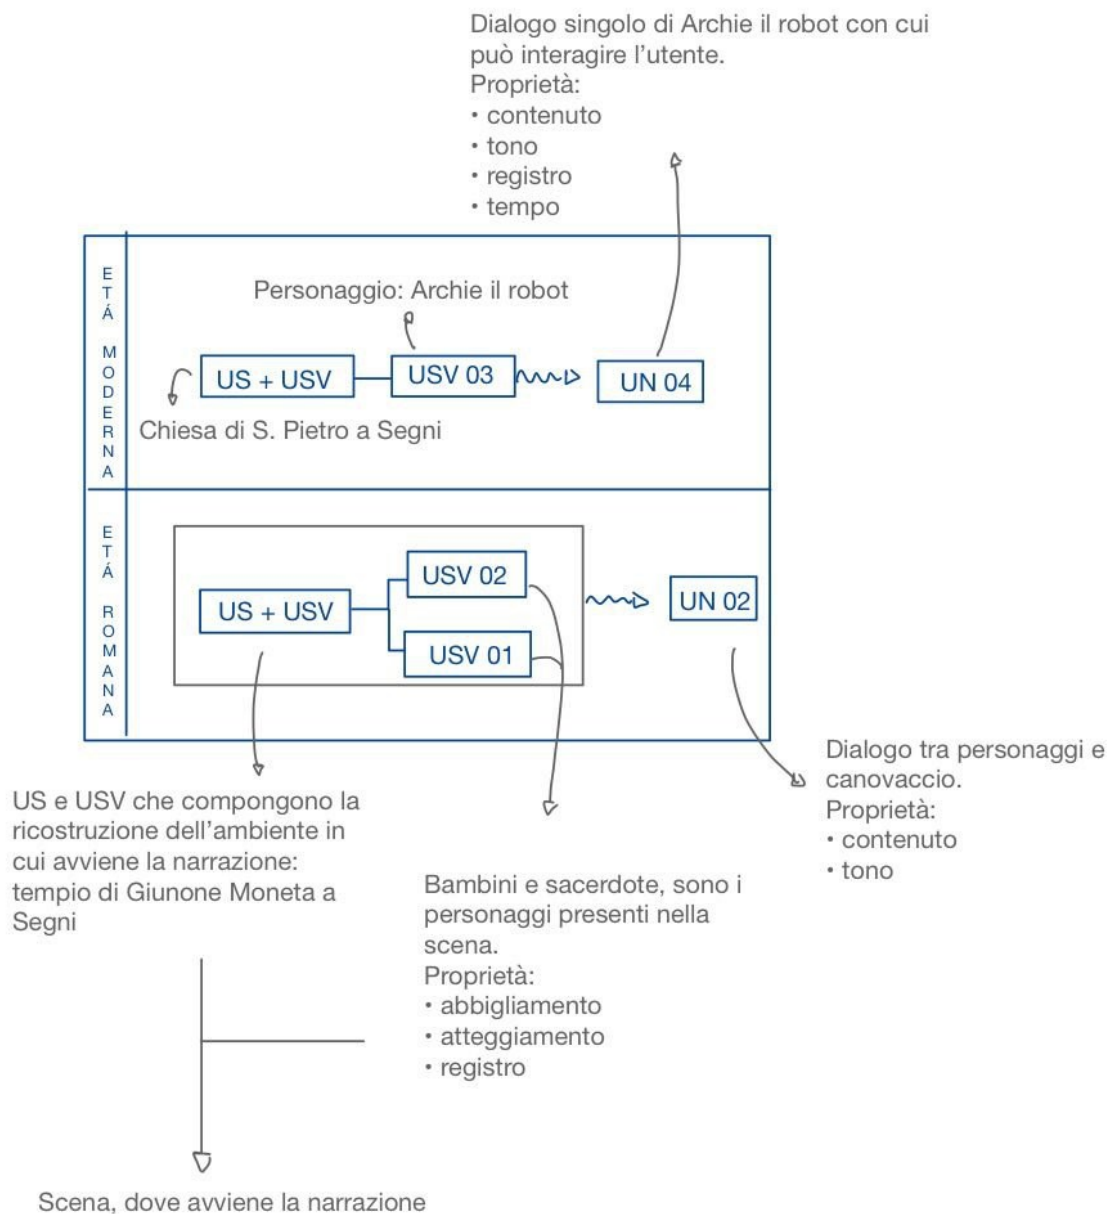 Dialogo singolo di Archie il robot con cui
può interagire l'utente.
Proprietà:
• contenuto
• tono
• registro
• tempo
ETÁ MODERNA
Personaggio: Archie il robot
US + USV
USV 03
UN 04
Chiesa di S. Pietro a Segni
ETÁ ROMANA
US + USV
USV 02
USV 01
UN 02
US e USV che compongono la
ricostruzione dell'ambiente in
cui avviene la narrazione:
tempio di Giunone Moneta a
Segni
Bambini e sacerdote, sono i
personaggi presenti nella
scena.
Proprietà:
• abbigliamento
• atteggiamento
• registro
Dialogo tra personaggi e
canovaccio.
Proprietà:
• contenuto
• tono
Scena, dove avviene la narrazione